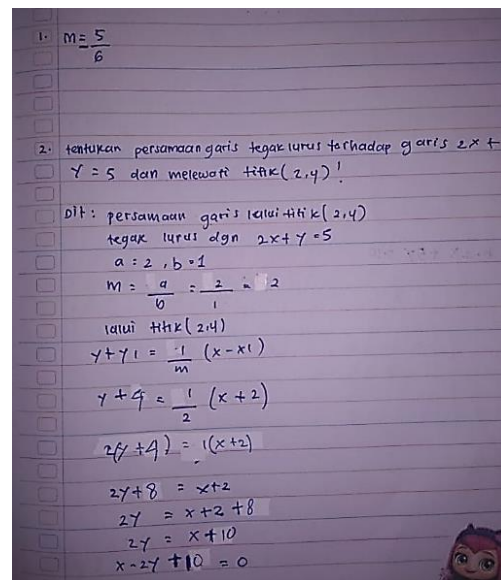 1. m = 5/6
2. tentukan persamaan garis tegak lurus terhadap garis 2x +
y = 5 dan melewati titik (2,4)!
Dit : persamaan garis lalui titik (2,4)
tegak lurus dgn 2x + y = 5
a = 2 , b = 1
m = a/b = 2/1 = 2
lalui titik (2,4)
y + y1 = 1/m (x - x1)
y + 4 = 1/2 (x + 2)
2(y + 4) = 1(x + 2)
2y + 8 = x + 2
2y = x + 2 + 8
2y = x + 10
x - 2y + 10 = 0